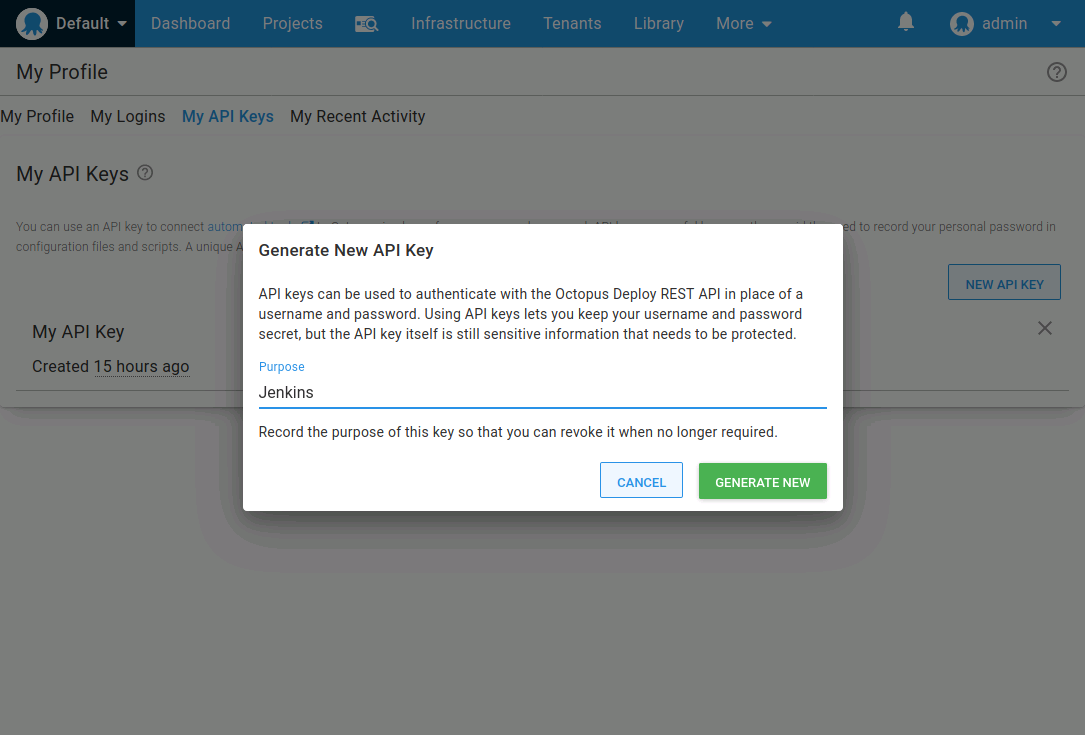 Default Dashboard Projects Infrastructure Tenants Library More admin
My Profile
My Profile My Logins My API Keys My Recent Activity
My API Keys
You can use an API key to connect
ed to record your personal password in
configuration files and scripts. A unique
Generate New API Key
API keys can be used to authenticate with the Octopus Deploy REST API in place of a
username and password. Using API keys lets you keep your username and password
secret, but the API key itself is still sensitive information that needs to be protected.
NEW API KEY
My API Key
Created 15 hours ago
Purpose
Jenkins
Record the purpose of this key so that you can revoke it when no longer required.
CANCEL GENERATE NEW